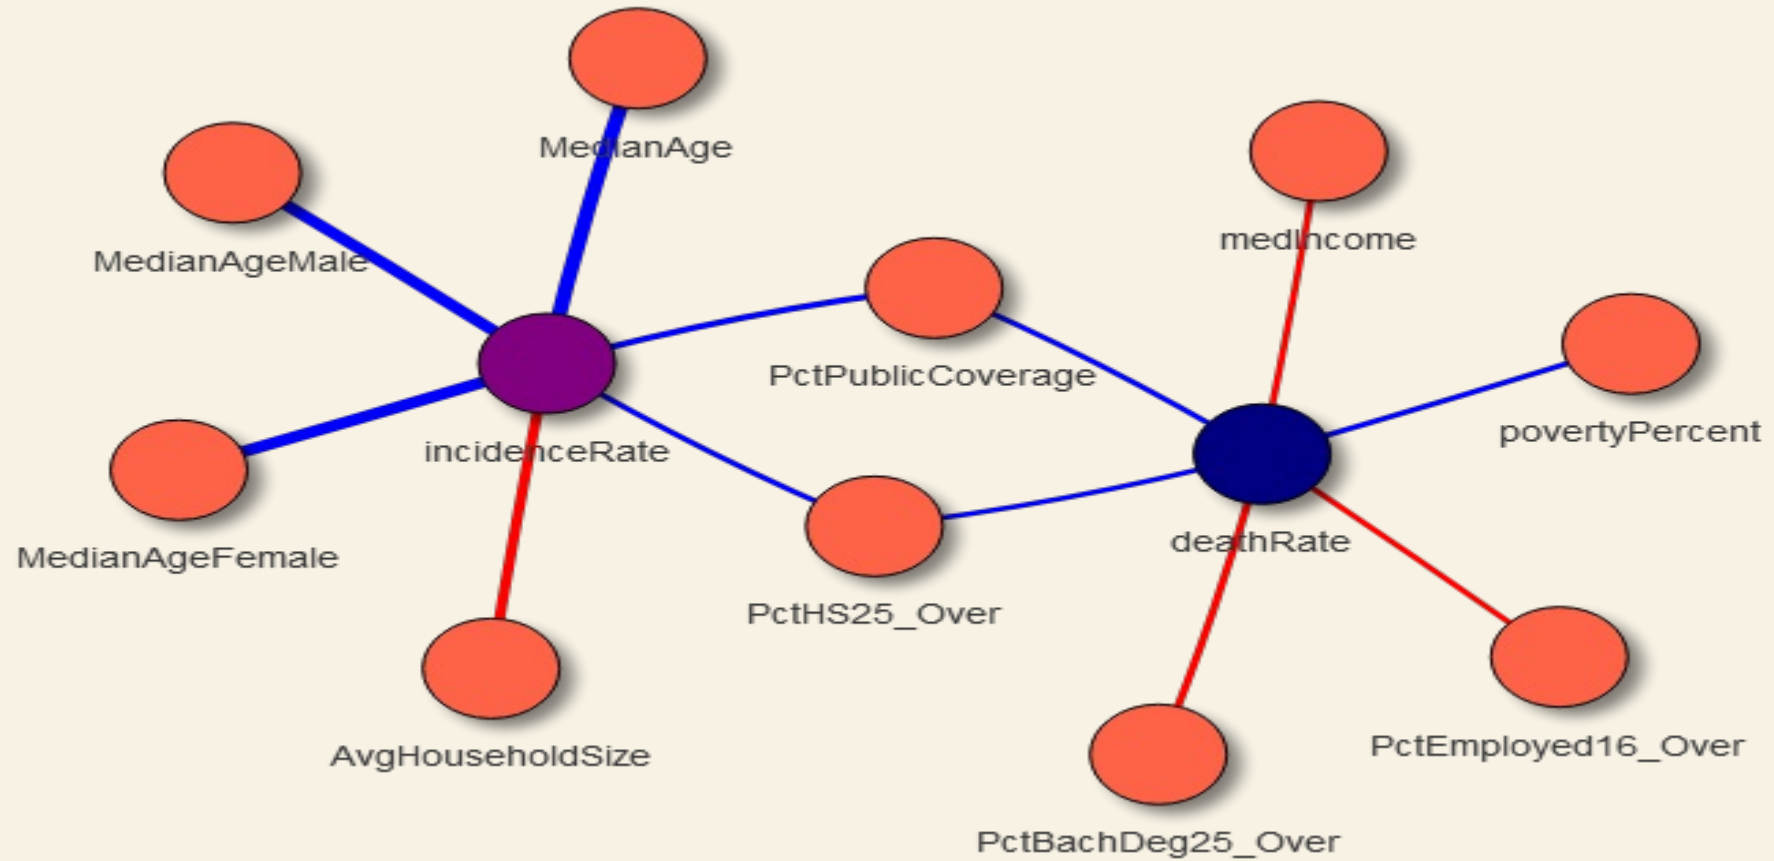 MedianAge
medIncome
MedianAgeMale
PctPublicCoverage
povertyPercent
incidenceRate
deathRate
MedianAgeFemale
PctHS25_Over
AvgHouseholdSize
PctEmployed16_Over
PctBachDeg25_Over